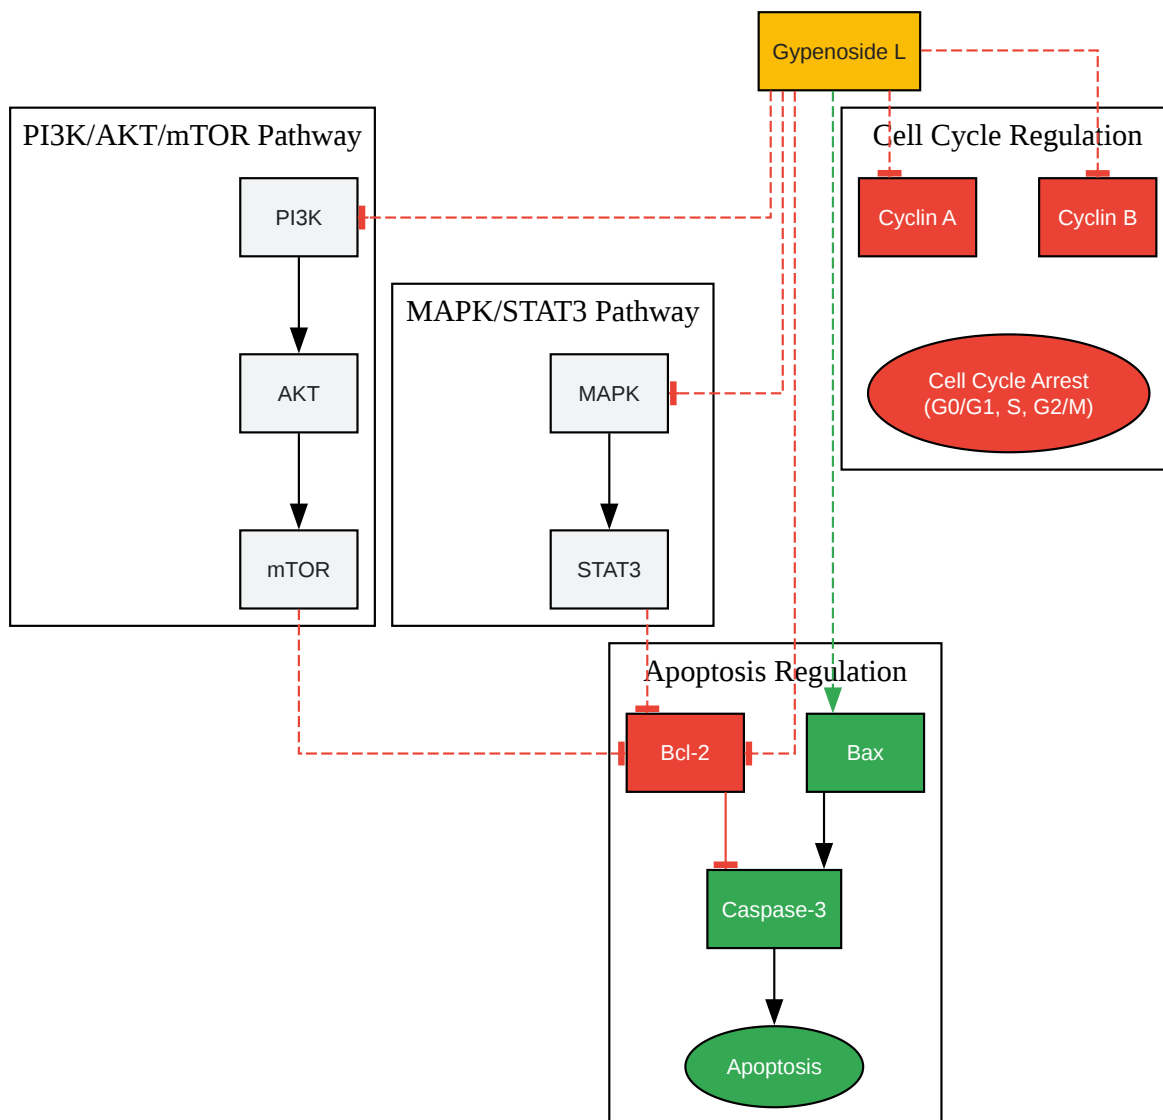 Gypenoside L
PI3K/AKT/mTOR Pathway
Cell Cycle Regulation
PI3K
Cyclin A
Cyclin B
MAPK/STAT3 Pathway
AKT
MAPK
Cell Cycle Arrest
(G0/G1, S, G2/M)
mTOR
STAT3
Apoptosis Regulation
Bcl-2
Bax
Caspase-3
Apoptosis